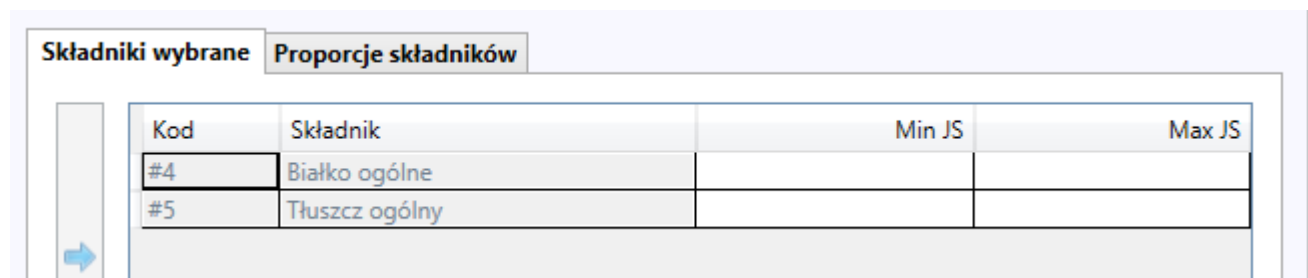 Składniki wybrane Proporcje składników
Kod Składnik Min JS Max JS
#4 Białko ogólne
#5 Tłuszcz ogólny